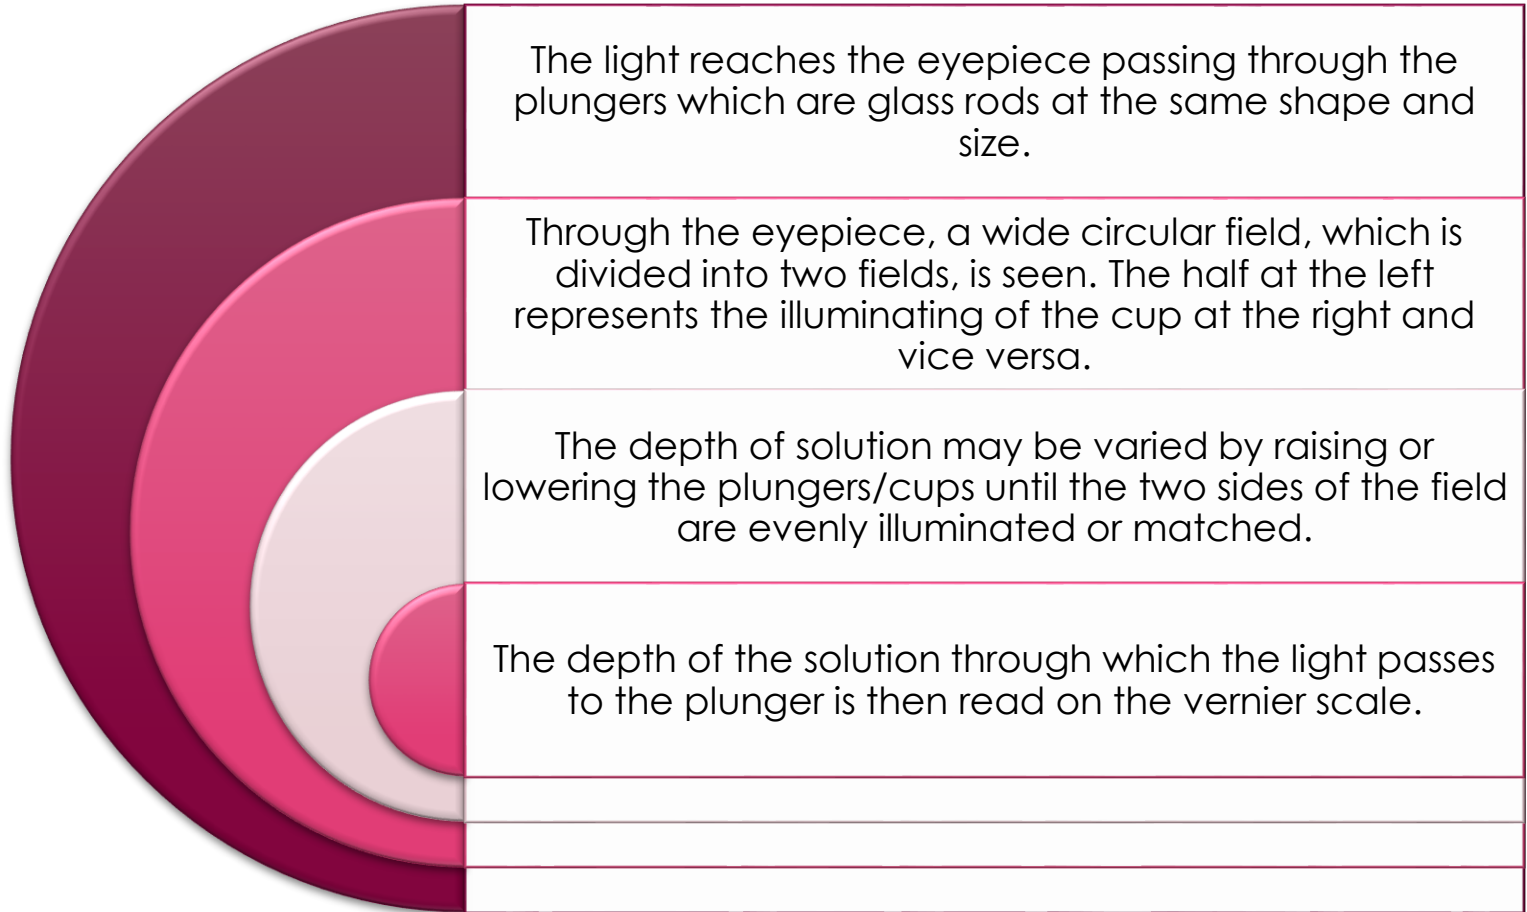 The light reaches the eyepiece passing through the
plungers which are glass rods at the same shape and
size.
Through the eyepiece, a wide circular field, which is
divided into two fields, is seen. The half at the left
represents the illuminating of the cup at the right and
vice versa.
The depth of solution may be varied by raising or
lowering the plungers/cups until the two sides of the field
are evenly illuminated or matched.
The depth of the solution through which the light passes
to the plunger is then read on the vernier scale.